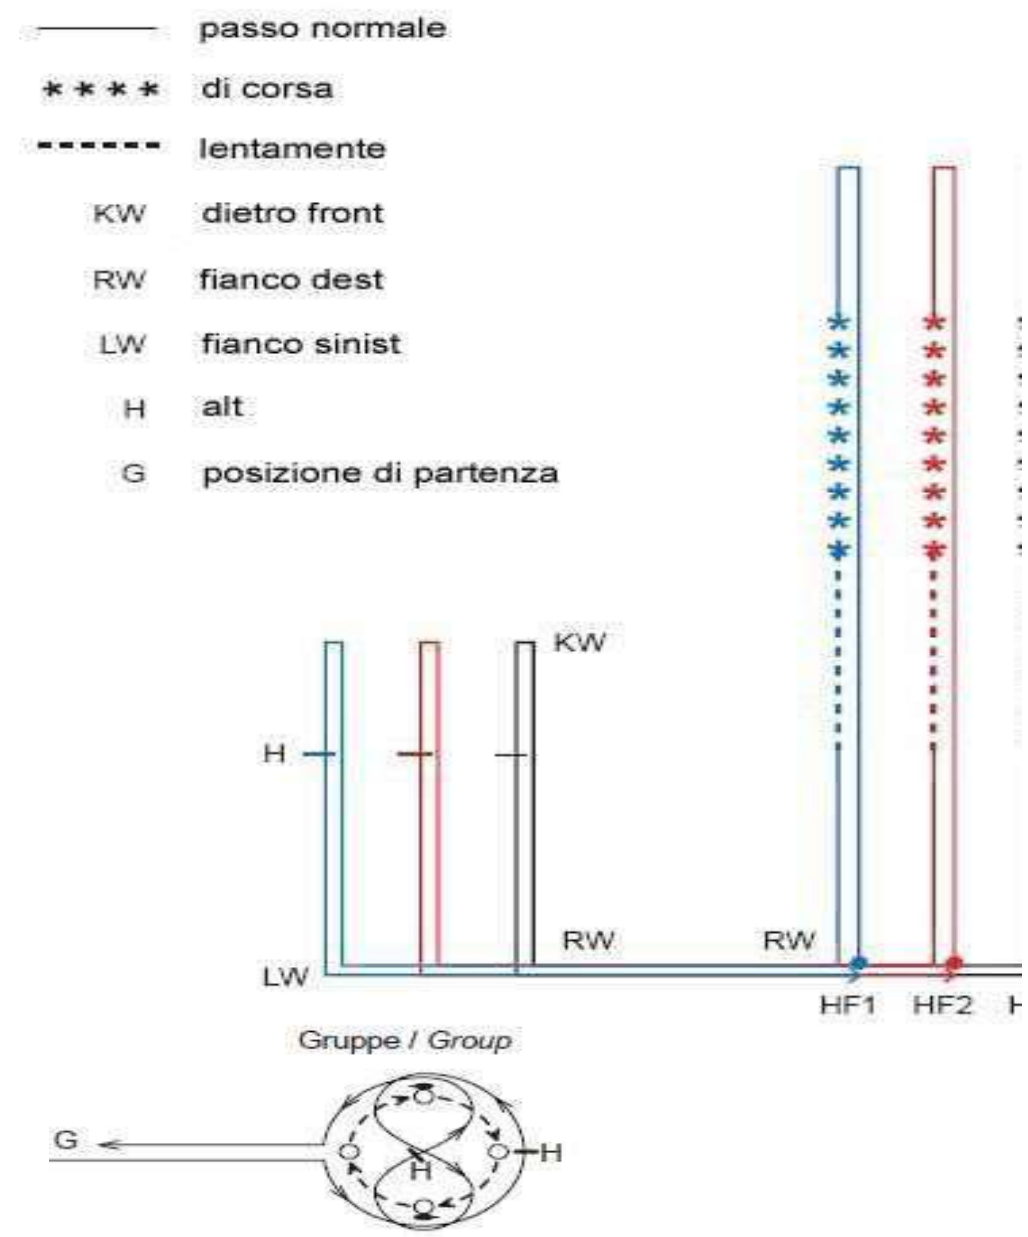 passo normale
di corsa
lentamente
KW dietro front
RW fianco dest
LW fianco sinist
H alt
G posizione di partenza
KW
H
RW RW
LW
HF1 HF2 H
Gruppe / Group
G
H
H